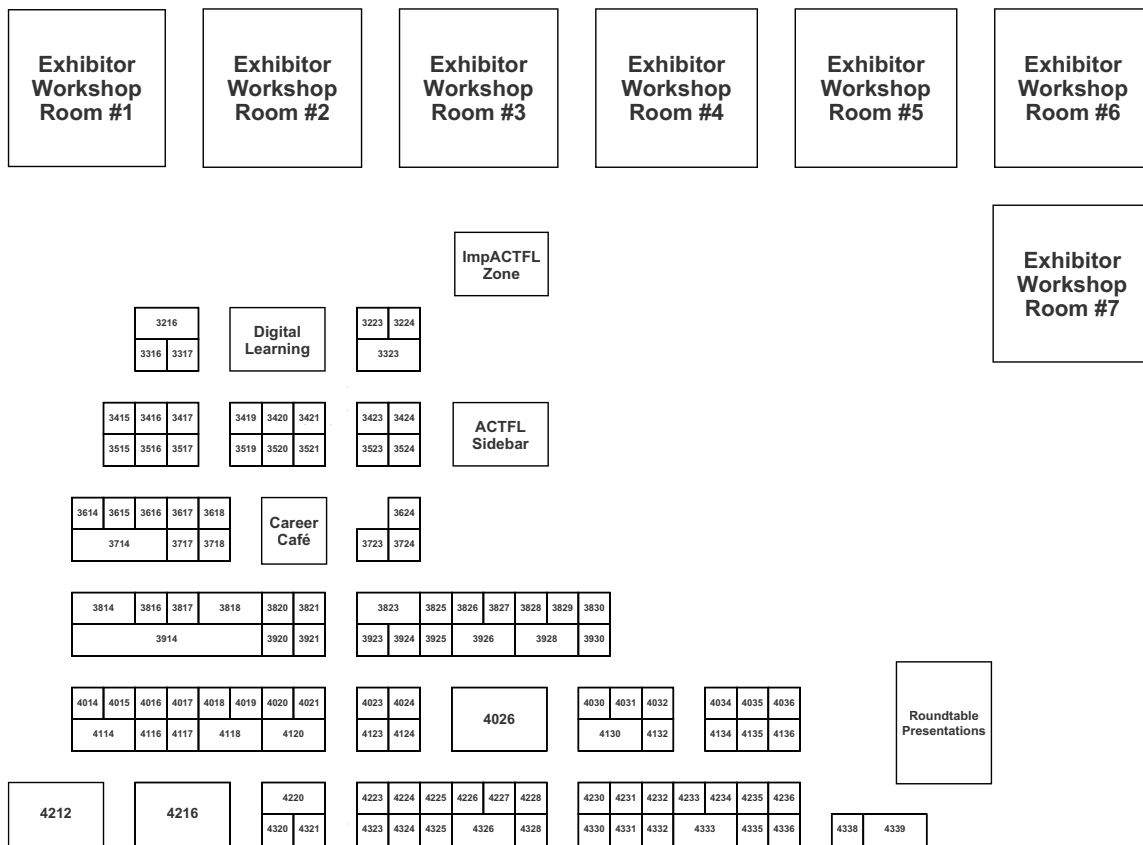 Exhibitor
Workshop
Room #1
Exhibitor
Workshop
Room #2
Exhibitor
Workshop
Room #3
Exhibitor
Workshop
Room #4
Exhibitor
Workshop
Room #5
Exhibitor
Workshop
Room #6
Exhibitor
Workshop
Room #7
ImpACTFL
Zone
3216
3316 3317
Digital
Learning
3223 3224
3323
3415 3416 3417
3515 3516 3517
3419 3420 3421
3519 3520 3521
3423 3424
3523 3524
ACTFL
Sidebar
3614 3615 3616 3617 3618
3714 3717 3718
Career
Café
3624
3723 3724
3814 3816 3817 3818 3820 3821
3914 3920 3921
3823 3825 3826 3827 3828 3829 3830
3923 3924 3925 3926 3928 3930
4014 4015 4016 4017 4018 4019 4020 4021
4114 4116 4117 4118 4120
4023 4024
4123 4124
4026
4030 4031 4032
4130 4132
4034 4035 4036
4134 4135 4136
Roundtable
Presentations
4212
4216
4220
4320 4321
4223 4224 4225 4226 4227 4228
4323 4324 4325 4326 4328
4230 4231 4232 4233 4234 4235 4236
4330 4331 4332 4333 4335 4336
4338 4339